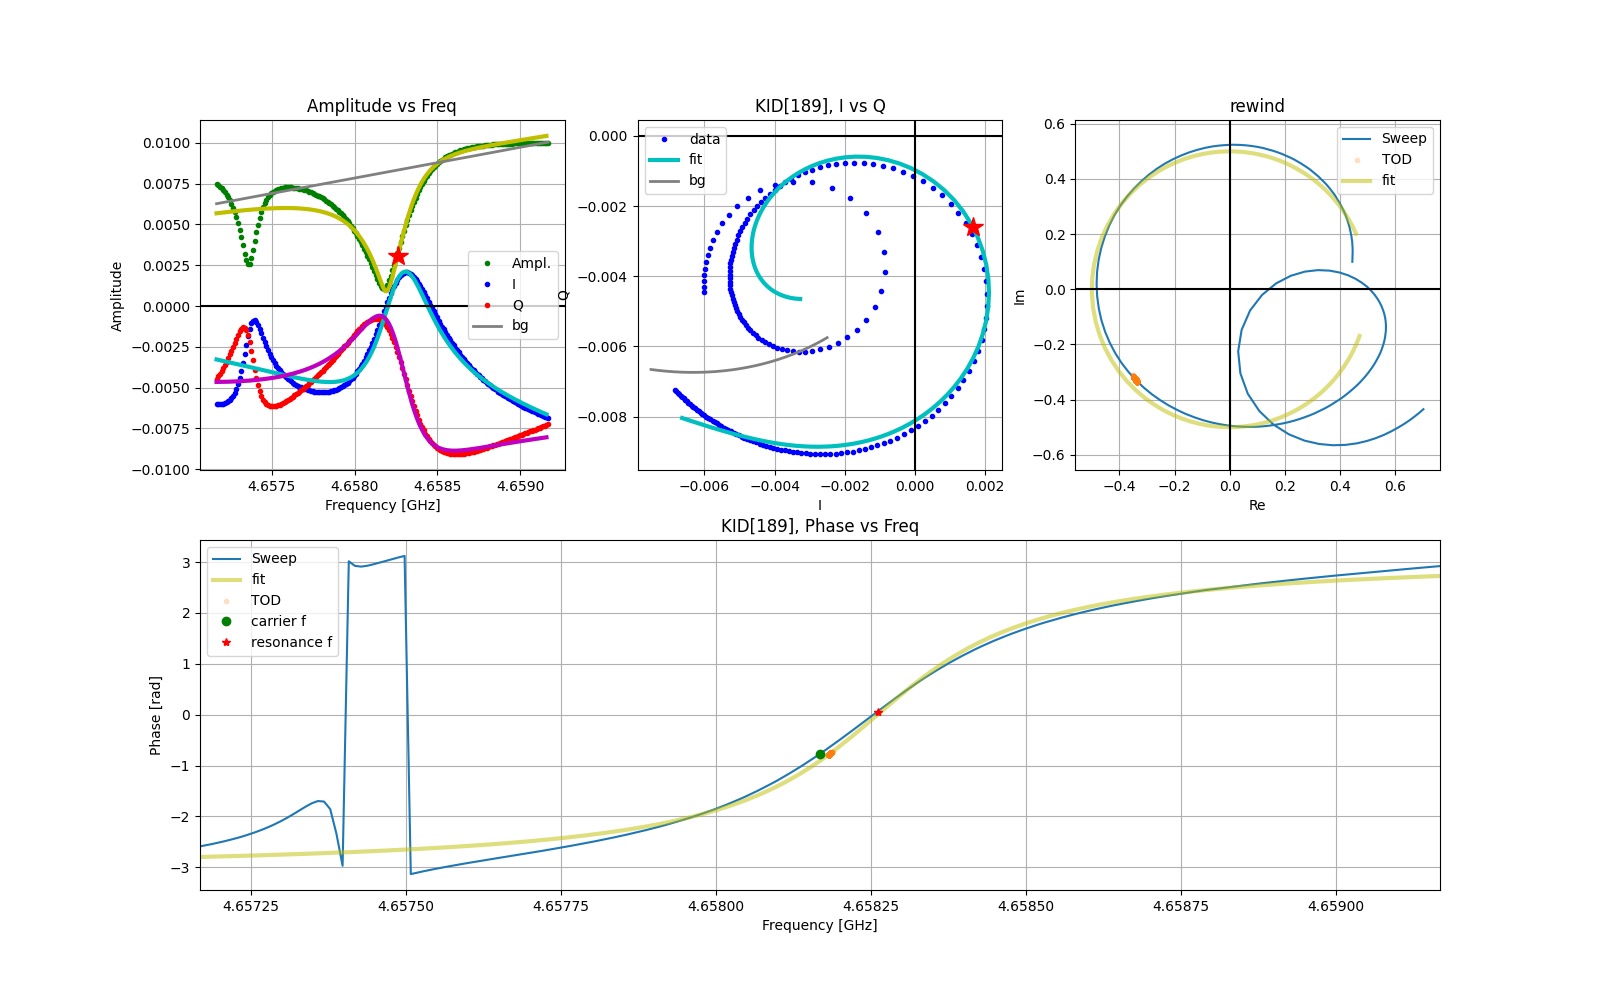 Amplitude vs Freq
0.0100
0.0075
0.0050
0.0025
0.0000
−0.0025
−0.0050
−0.0075
−0.0100
Amplitude
Ampl.
I
Q
bg
4.6575 4.6580 4.6585 4.6590
Frequency [GHz]
KID[189], I vs Q
0.000
−0.002
−0.004
−0.006
−0.008
Q
data
fit
bg
−0.006 −0.004 −0.002 0.000 0.002
I
rewind
0.6
0.4
0.2
0.0
−0.2
−0.4
−0.6
Im
Sweep
TOD
fit
−0.4 −0.2 0.0 0.2 0.4 0.6
Re
KID[189], Phase vs Freq
3
2
1
0
−1
−2
−3
Phase [rad]
Sweep
fit
TOD
carrier f
resonance f
4.65725 4.65750 4.65775 4.65800 4.65825 4.65850 4.65875 4.65900
Frequency [GHz]